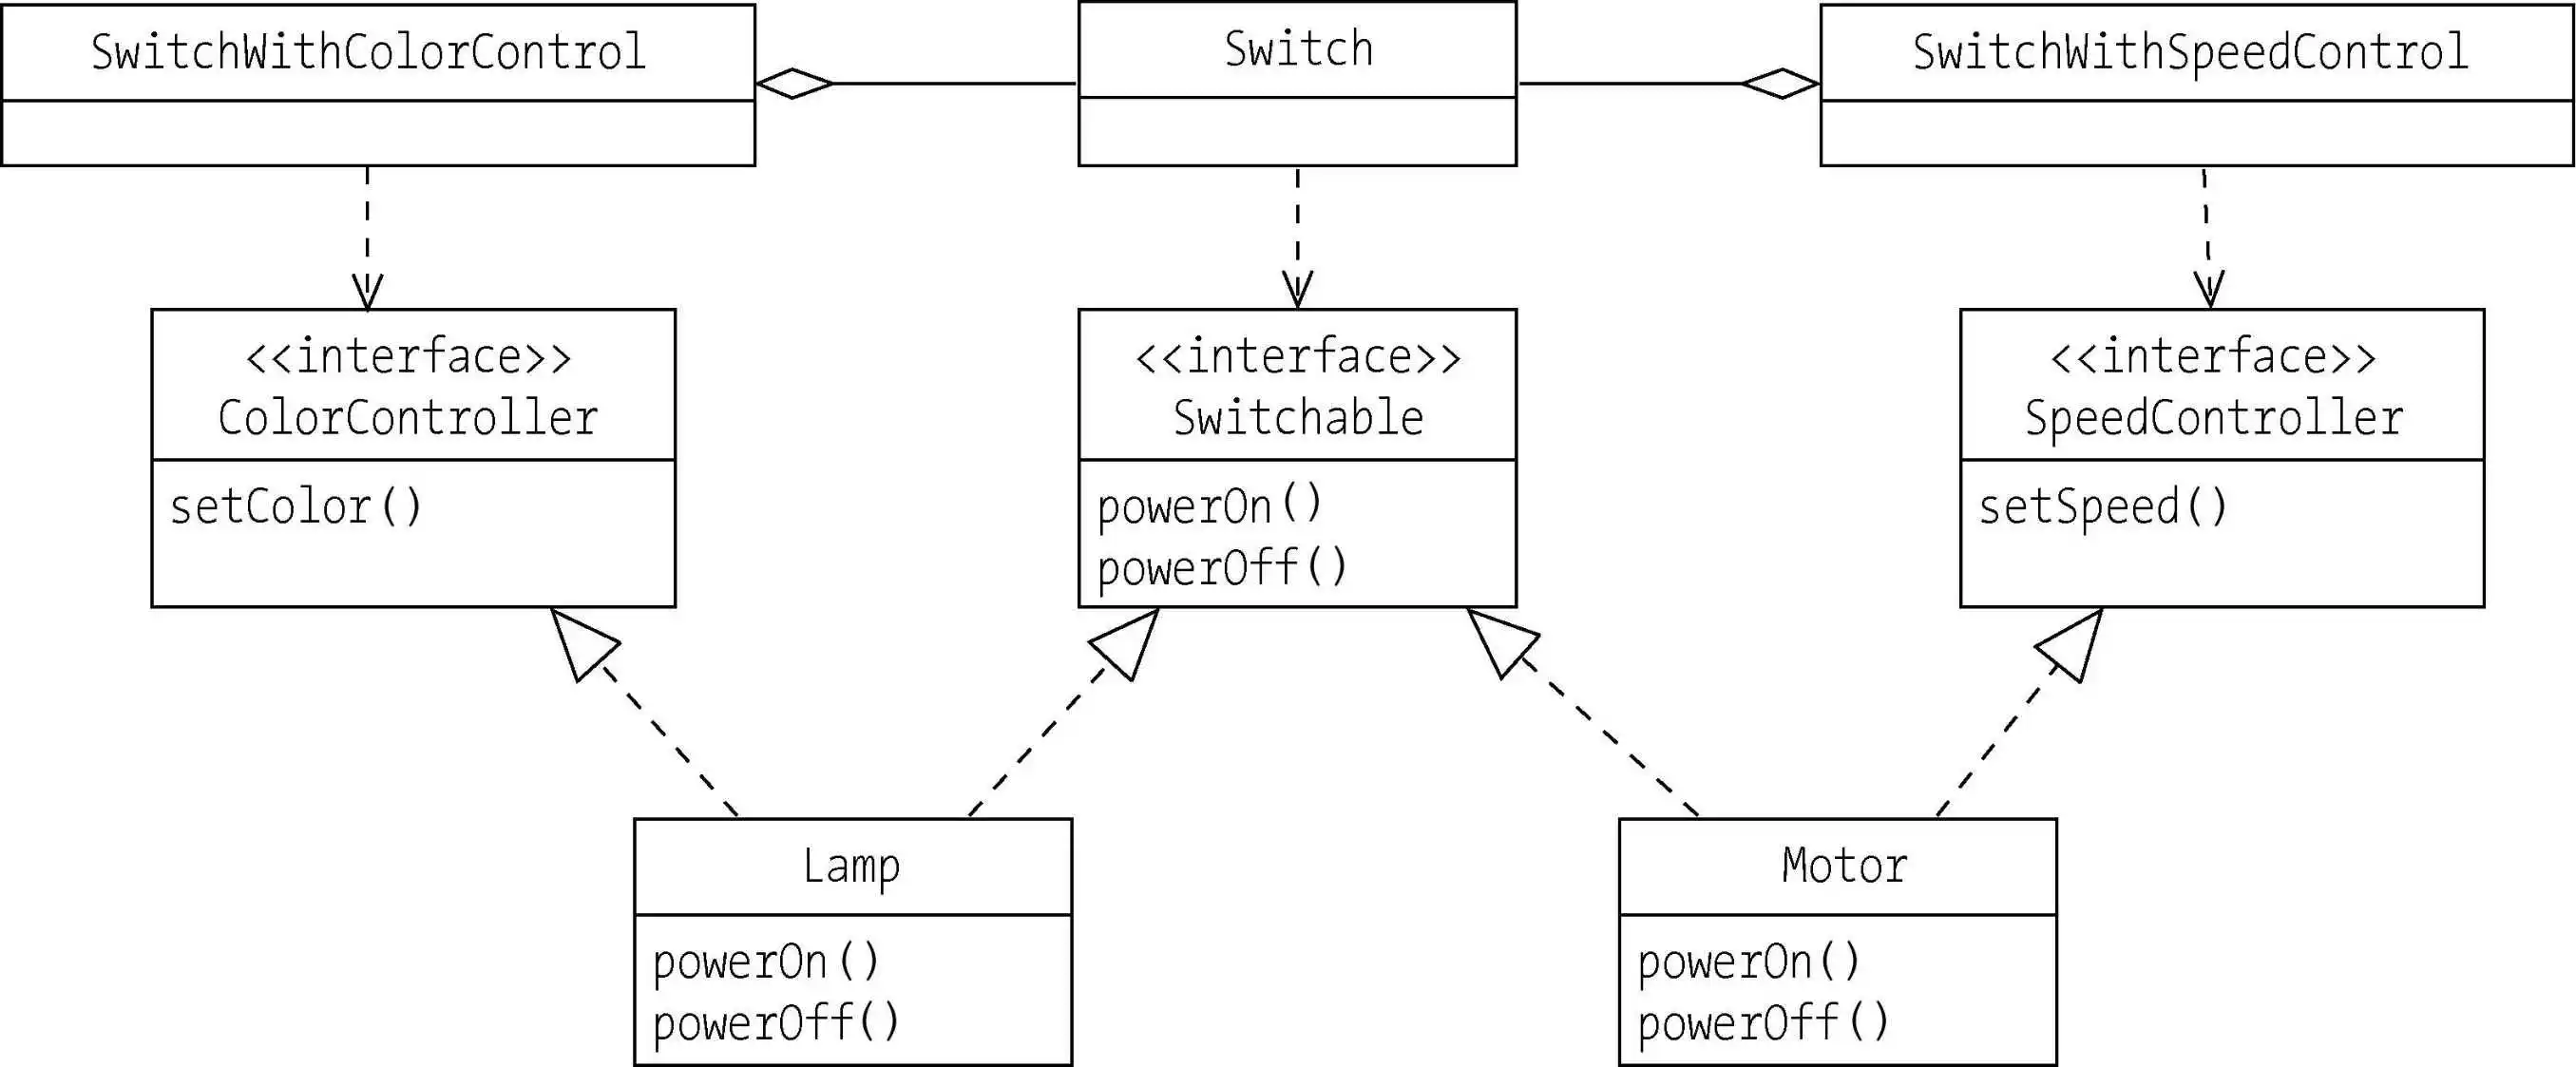 SwitchWithColorControl
Switch
SwitchWithSpeedControl
<<interface>>
ColorController
setColor()
<<interface>>
Switchable
powerOn()
powerOff()
<<interface>>
SpeedController
setSpeed()
Lamp
powerOn()
powerOff()
Motor
powerOn()
powerOff()